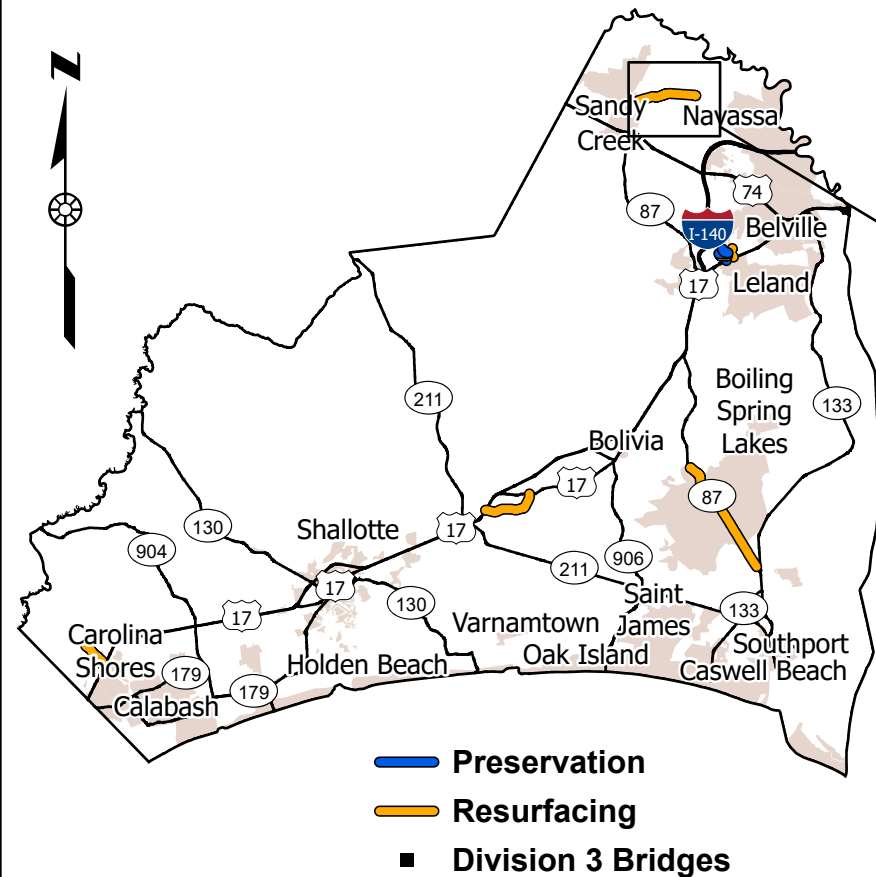 N
Sandy
Creek
Navassa
74
87
I-140
Belville
17
Leland
Boiling
Spring
Lakes
133
211
Bolivia
17
87
Shallotte
17
130
904
211
906
17
130
17
Saint
James
133
Carolina
Shores
Varnamtown
Oak Island
Southport
Caswell Beach
Holden Beach
179
179
Calabash
Preservation
Resurfacing
Division 3 Bridges